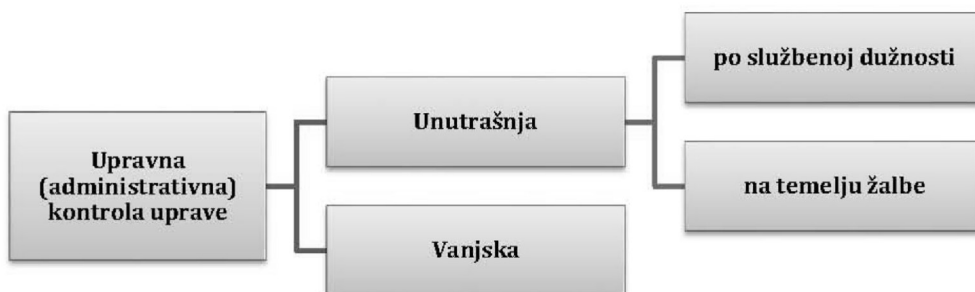 Upravna
(administrativna)
kontrola uprave
Unutrašnja
Vanjska
po službenoj dužnosti
na temelju žalbe